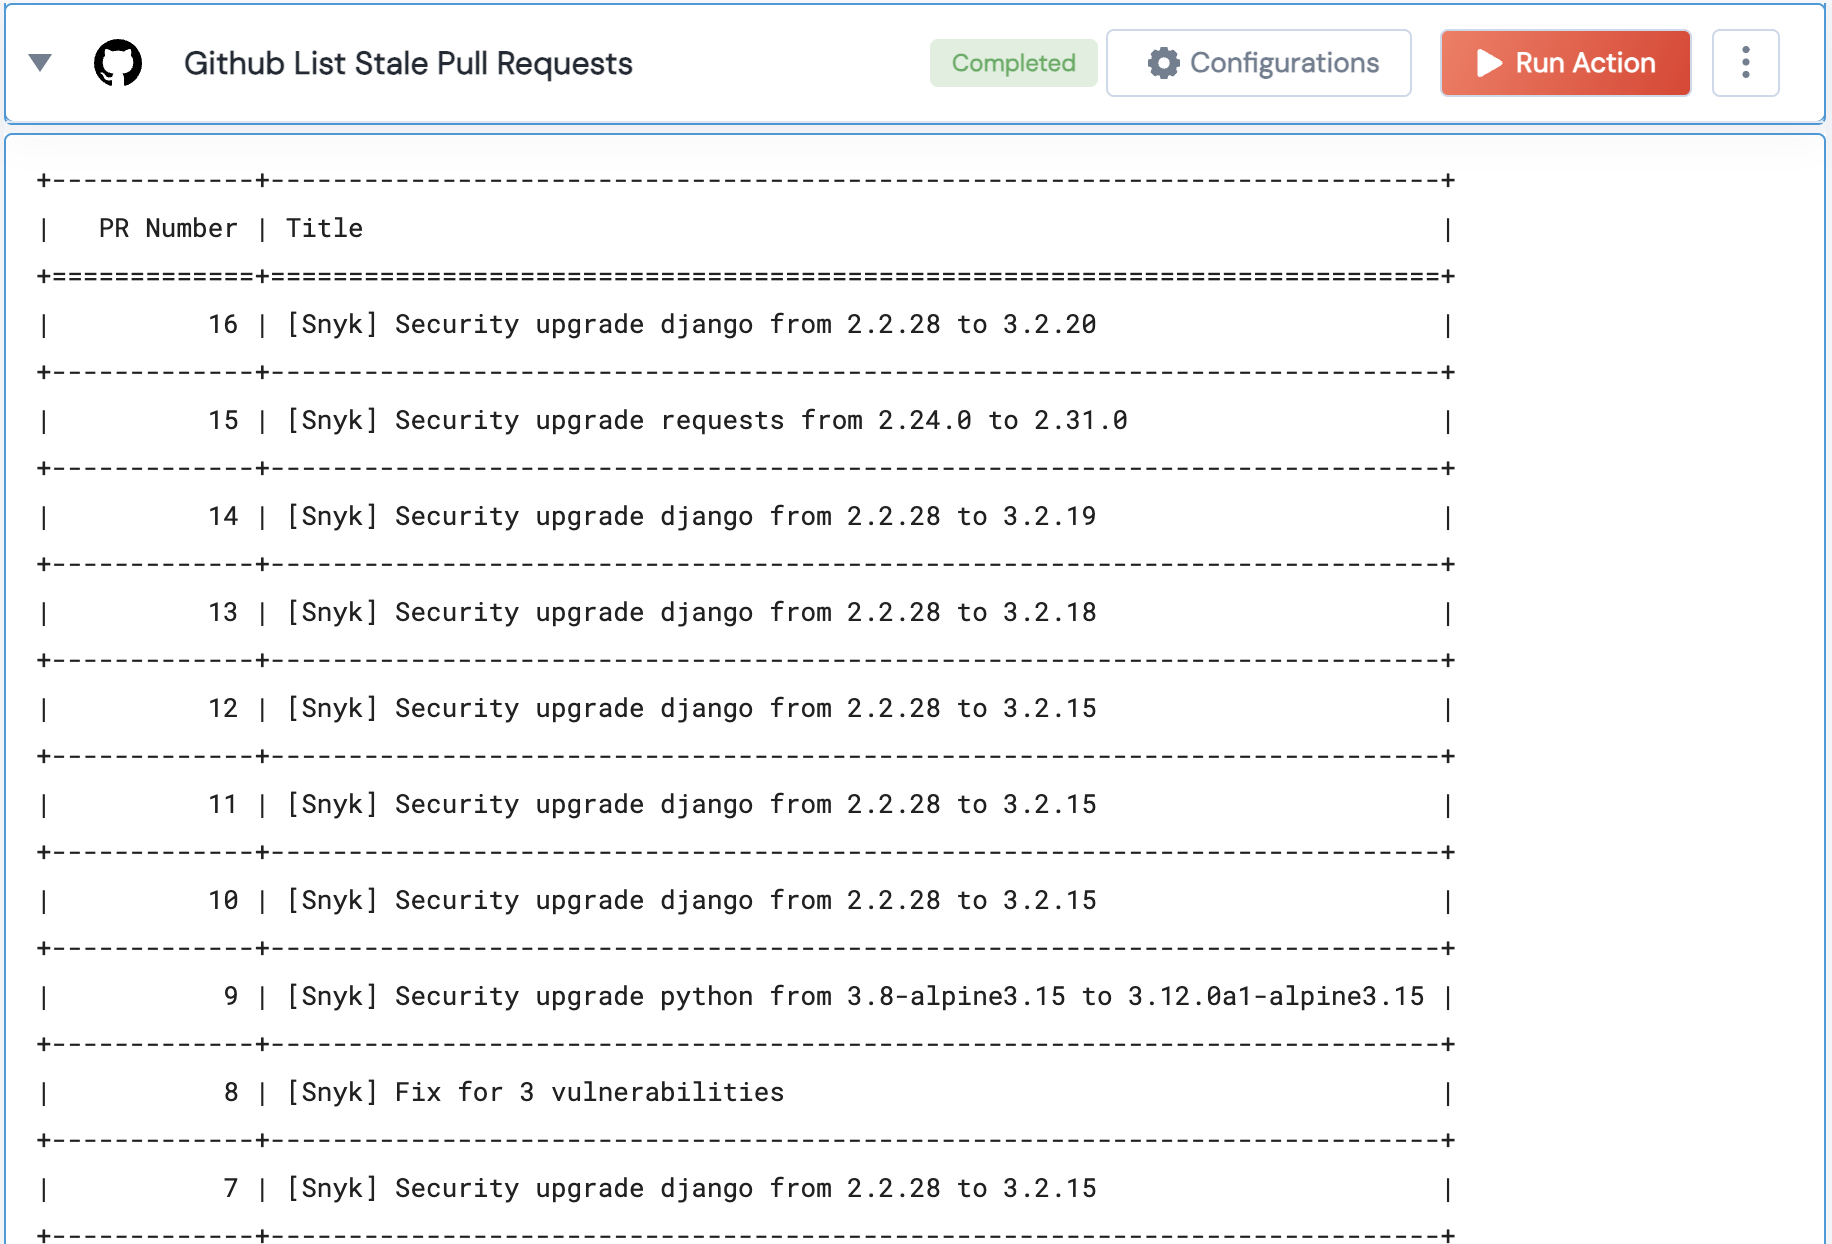 Github List Stale Pull Requests Completed Configurations Run Action
+-------------+---------------------------------------------------------------------------+
|   PR Number | Title                                                                     |
+=============+===========================================================================+
|          16 | [Snyk] Security upgrade django from 2.2.28 to 3.2.20                      |
+-------------+---------------------------------------------------------------------------+
|          15 | [Snyk] Security upgrade requests from 2.24.0 to 2.31.0                    |
+-------------+---------------------------------------------------------------------------+
|          14 | [Snyk] Security upgrade django from 2.2.28 to 3.2.19                      |
+-------------+---------------------------------------------------------------------------+
|          13 | [Snyk] Security upgrade django from 2.2.28 to 3.2.18                      |
+-------------+---------------------------------------------------------------------------+
|          12 | [Snyk] Security upgrade django from 2.2.28 to 3.2.15                      |
+-------------+---------------------------------------------------------------------------+
|          11 | [Snyk] Security upgrade django from 2.2.28 to 3.2.15                      |
+-------------+---------------------------------------------------------------------------+
|          10 | [Snyk] Security upgrade django from 2.2.28 to 3.2.15                      |
+-------------+---------------------------------------------------------------------------+
|           9 | [Snyk] Security upgrade python from 3.8-alpine3.15 to 3.12.0a1-alpine3.15 |
+-------------+---------------------------------------------------------------------------+
|           8 | [Snyk] Fix for 3 vulnerabilities                                          |
+-------------+---------------------------------------------------------------------------+
|           7 | [Snyk] Security upgrade django from 2.2.28 to 3.2.15                      |
+-------------+---------------------------------------------------------------------------+